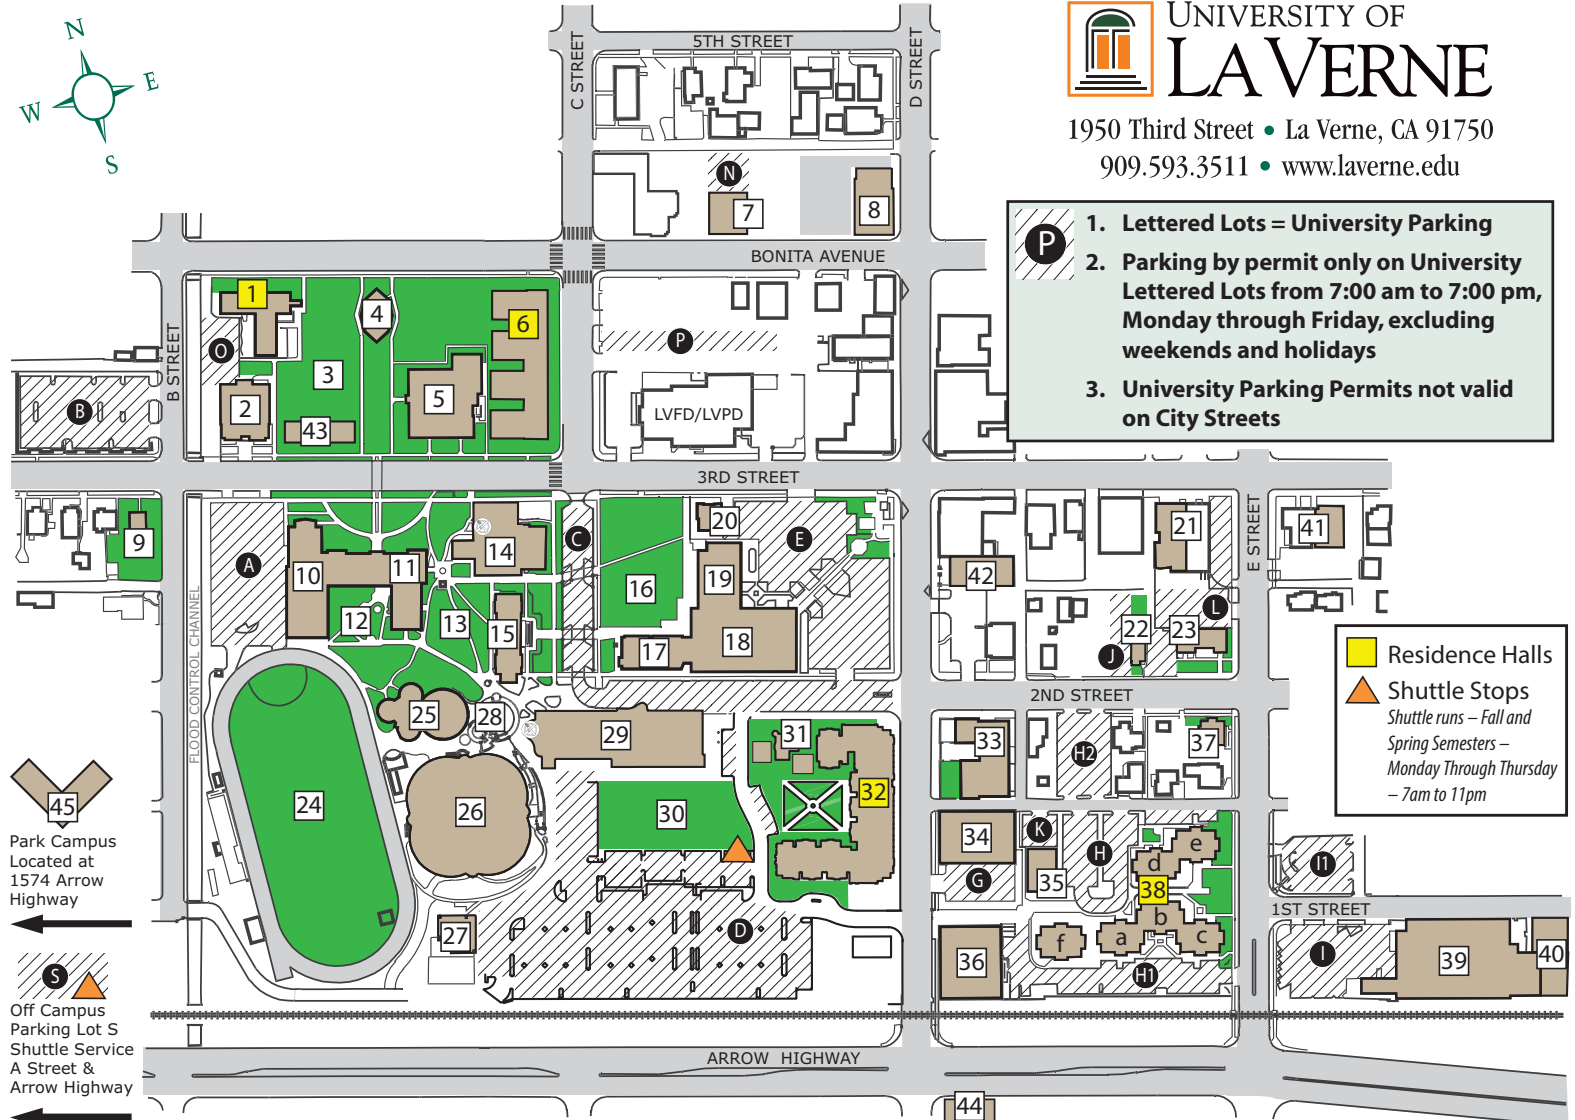 UNIVERSITY OF
LA VERNE
1950 Third Street • La Verne, CA 91750
909.593.3511 • www.laverne.edu
N
E
W
S
5TH STREET
C STREET
D STREET
N
7
8
BONITA AVENUE
P
1. Lettered Lots = University Parking
2. Parking by permit only on University
Lettered Lots from 7:00 am to 7:00 pm,
Monday through Friday, excluding
weekends and holidays
3. University Parking Permits not valid
on City Streets
B STREET
1
4
6
O
3
P
B
2
5
43
LVFD/LVPD
3RD STREET
9
A
10
11
14
C
20
E
19
16
12
13
15
17
18
21
41
E STREET
42
L
22
23
J
FLOOD CONTROL CHANNEL
Residence Halls
Shuttle Stops
Shuttle runs – Fall and
Spring Semesters –
Monday Through Thursday
– 7am to 11pm
2ND STREET
25
28
29
31
33
H2
37
24
26
30
32
34
K
H
e
d
G
35
38
I1
1ST STREET
b
f
a
c
36
H1
I
39
40
27
D
45
Park Campus
Located at
1574 Arrow
Highway
S
Off Campus
Parking Lot S
Shuttle Service
A Street &
Arrow Highway
ARROW HIGHWAY
44